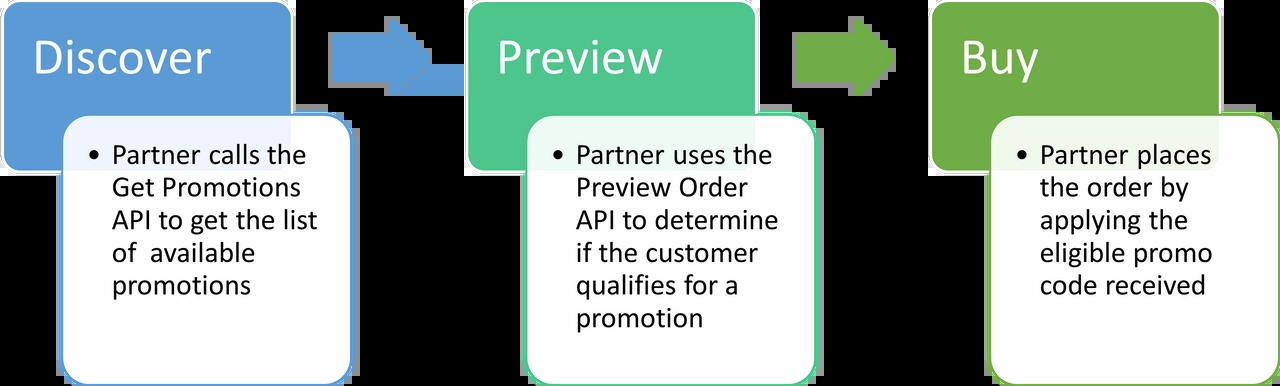 Discover
• Partner calls the
Get Promotions
API to get the list
of  available
promotions
Preview
• Partner uses the
Preview Order
API to determine
if the customer
qualifies for a
promotion
Buy
• Partner places
the order by
applying the
eligible promo
code received